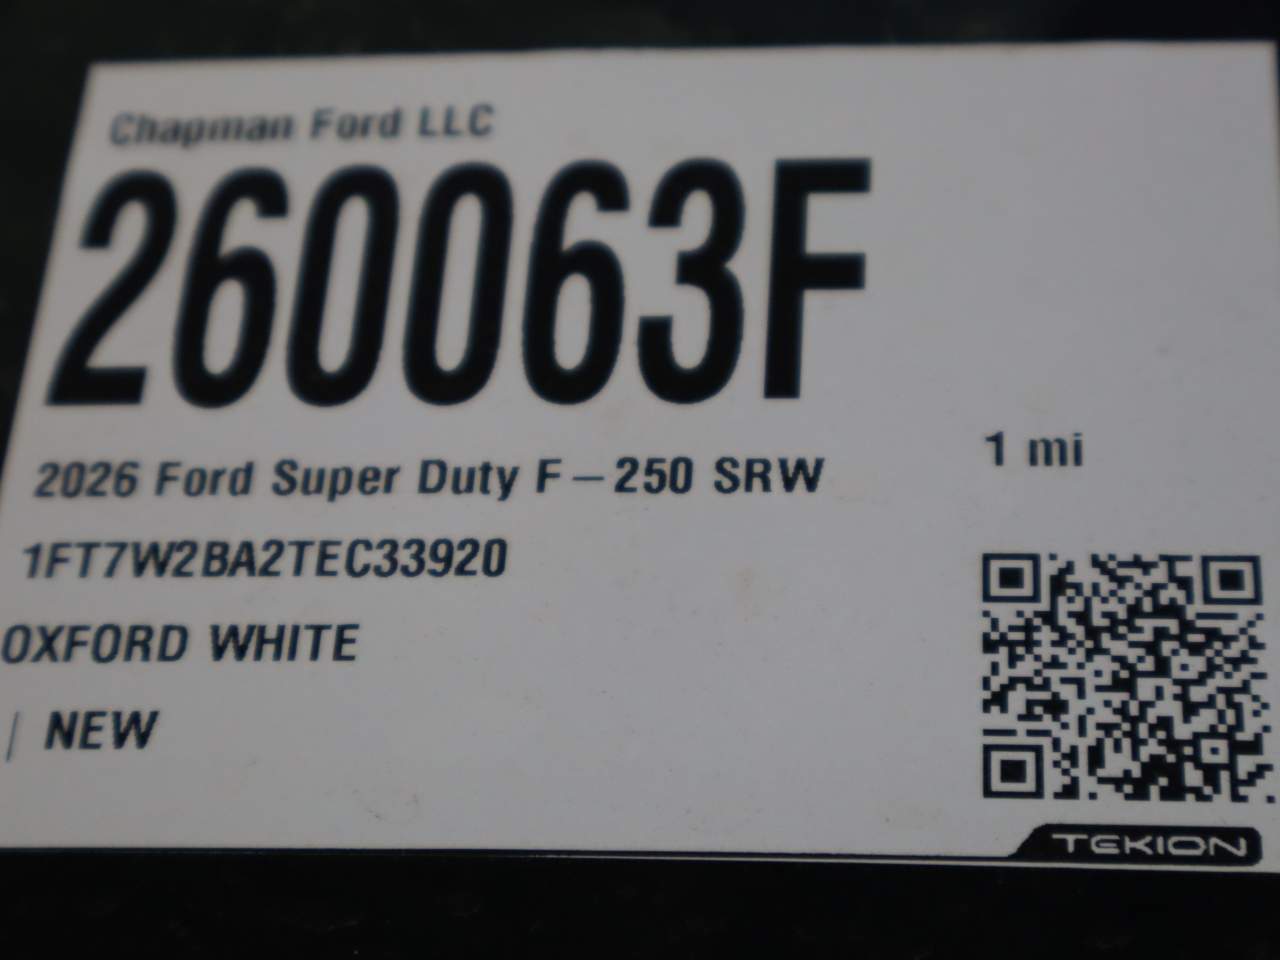 Chapman Ford LLC
260063F
2026 Ford Super Duty F-250 SRW
1 mi
1FT7W2BA2TEC33920
OXFORD WHITE
| NEW
TEKION